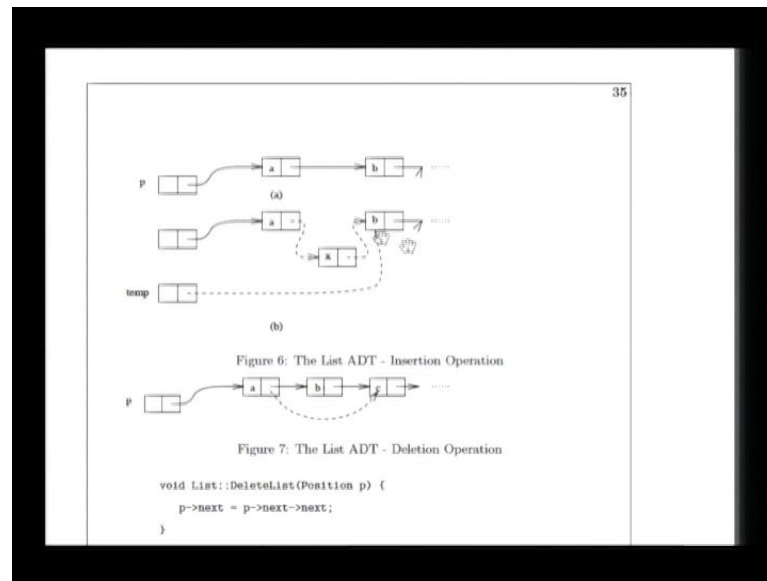 35
p a b ......
(a)
a b ......
x
temp
(b)
Figure 6: The List ADT - Insertion Operation
a b c ......
p
Figure 7: The List ADT - Deletion Operation
void List::DeleteList(Position p) {
p->next = p->next->next;
}